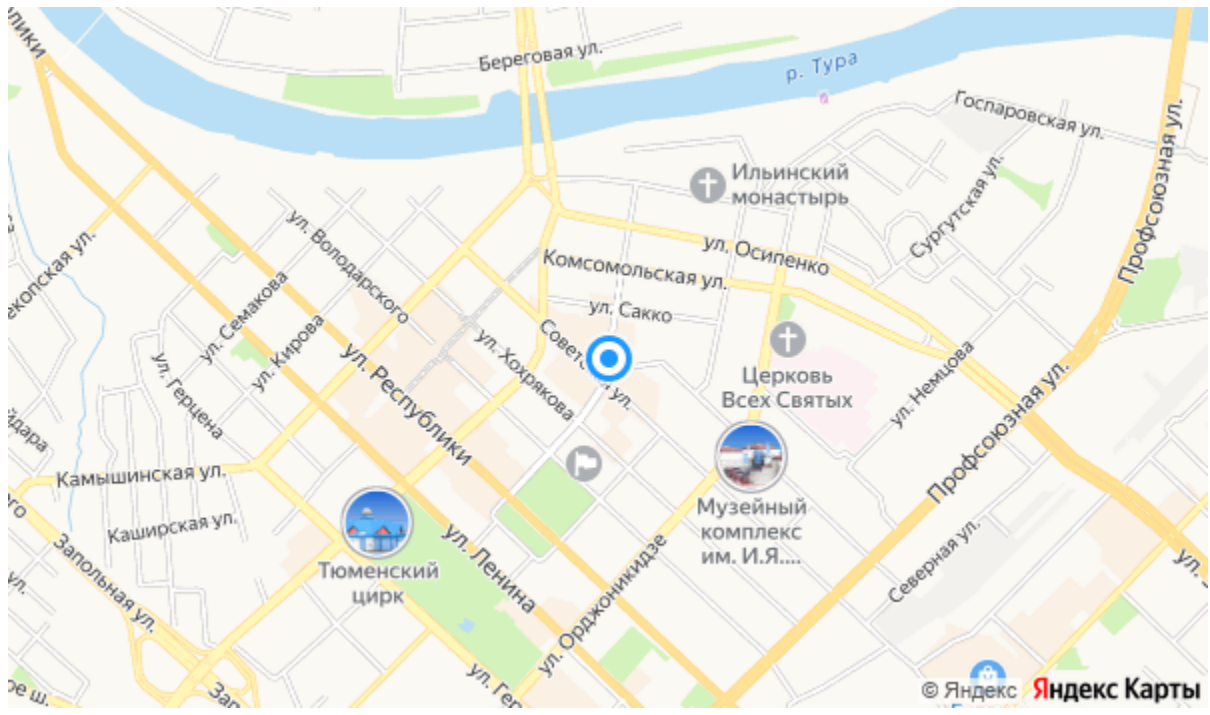 Береговая ул.
р. Тура
Госпаровская ул.
Ильинский
монастырь
Сургутская ул.
Профсоюзная ул.
ул. Осипенко
Комсомольская ул.
ул. Володарского
ул. Сакко
ул. Семакова
ул. Кирова
ул. Хохрякова
ул. Республики
ул. Герцена
Церковь
Всех Святых
ул. Немцова
Профсоюзная ул.
Камышинская ул.
Каширская ул.
Запольная ул.
Тюменский
цирк
ул. Ленина
ул. Орджоникидзе
Музейный
комплекс
им. И.Я....
Северная ул.
© Яндекс Яндекс Карты